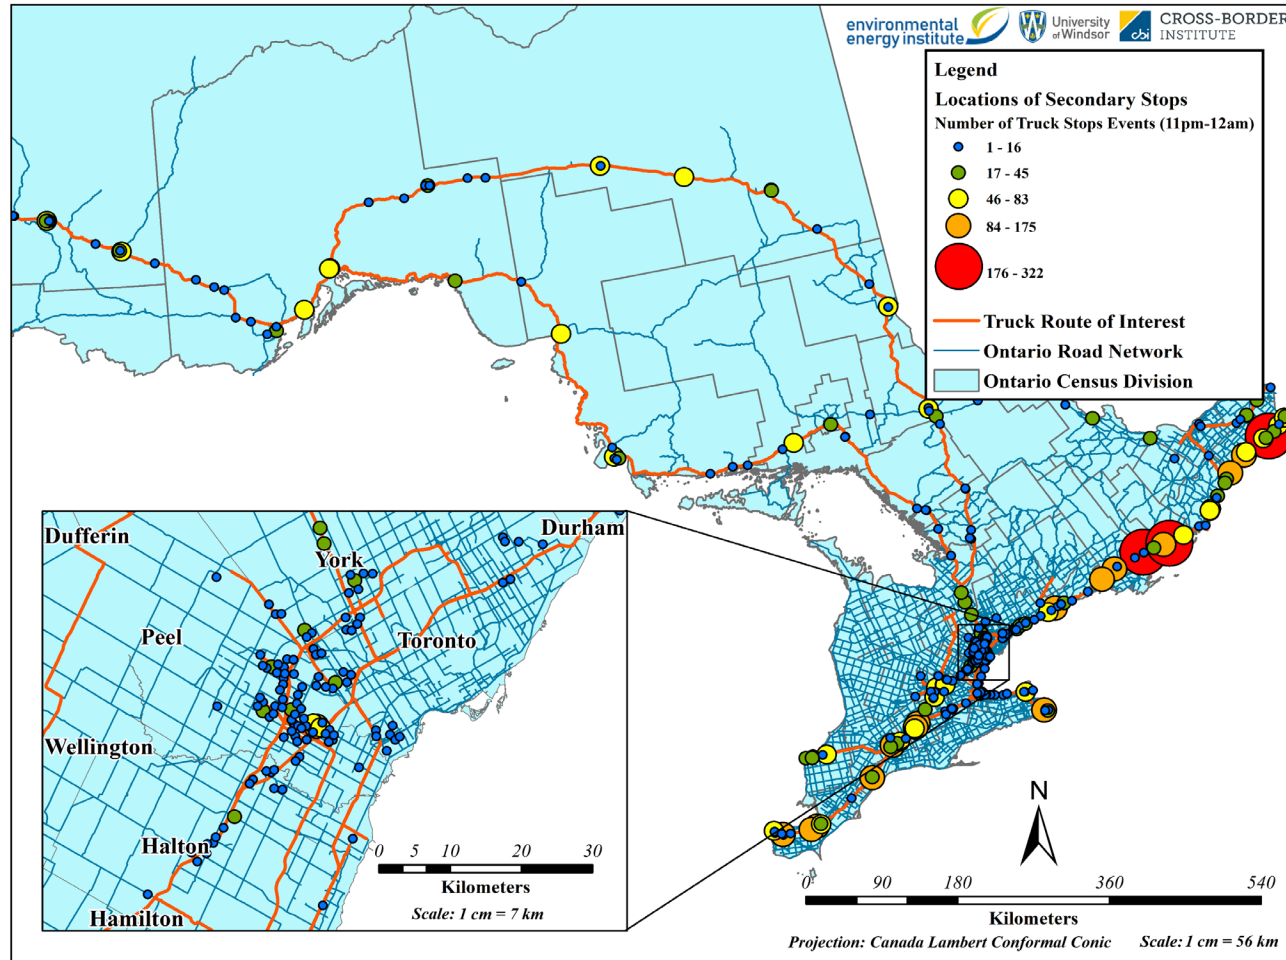 environmental
energy institute
University
of Windsor
cbi
CROSS-BORDER
INSTITUTE
Legend
Locations of Secondary Stops
Number of Truck Stops Events (11pm-12am)
1 - 16
17 - 45
46 - 83
84 - 175
176 - 322
Truck Route of Interest
Ontario Road Network
Ontario Census Division
Dufferin
Durham
York
Peel
Toronto
Wellington
Halton
Hamilton
0 5 10 20 30
Kilometers
Scale: 1 cm = 7 km
N
0 90 180 360 540
Kilometers
Projection: Canada Lambert Conformal Conic Scale: 1 cm = 56 km